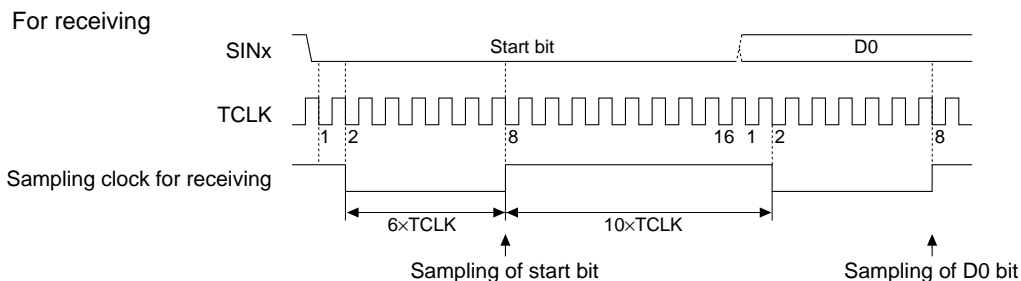 For receiving
SINx Start bit D0
TCLK
1 2 8 16 1 2 8
Sampling clock for receiving
6×TCLK 10×TCLK
Sampling of start bit Sampling of D0 bit